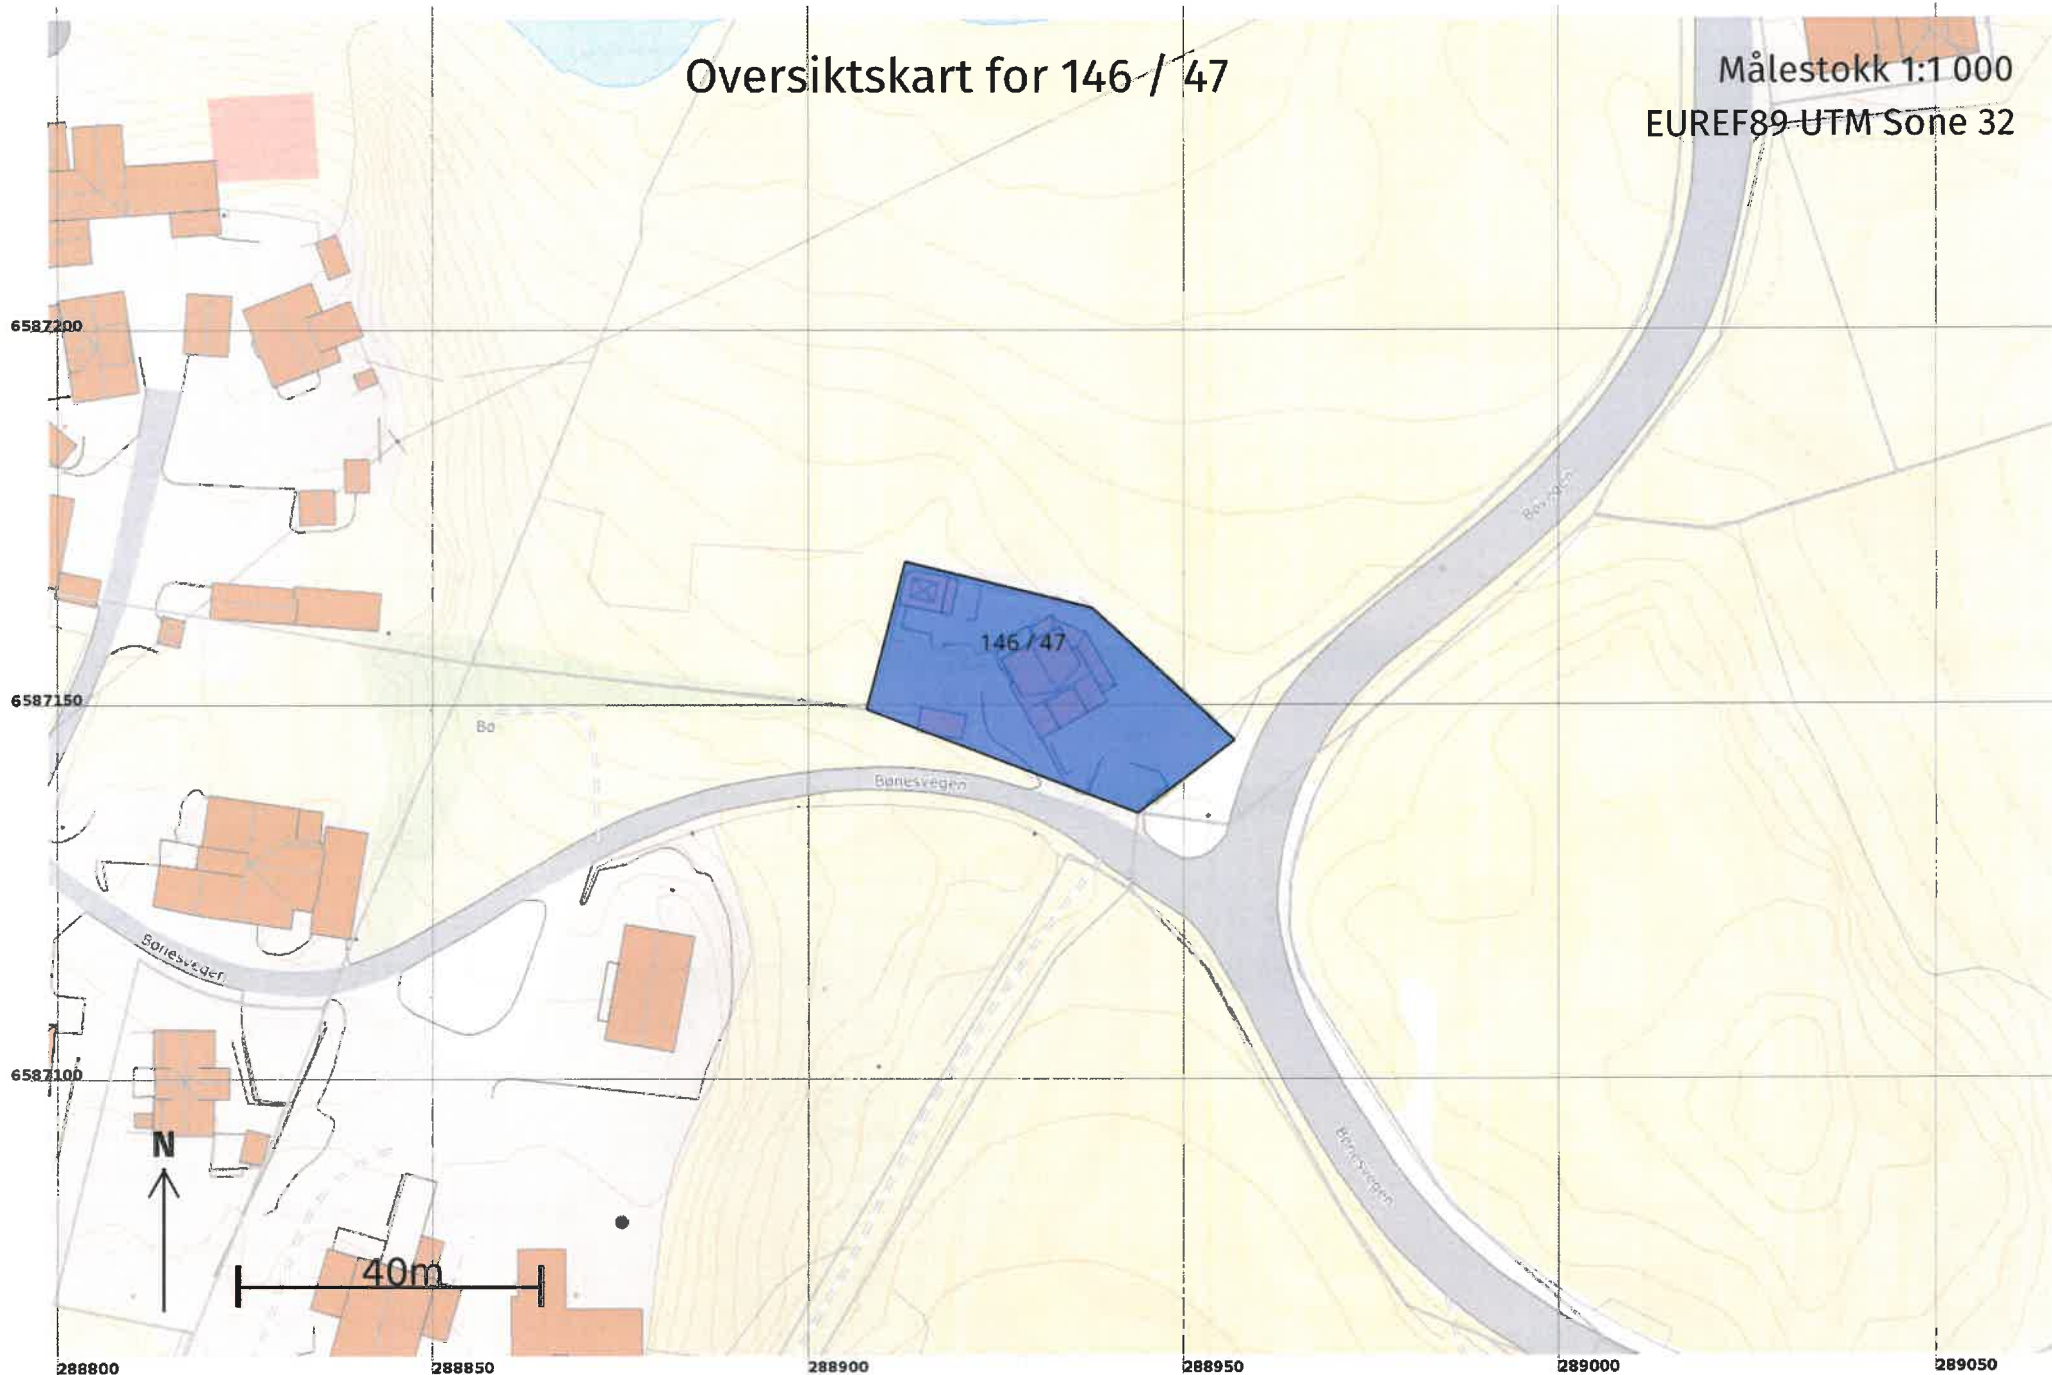 Oversiktskart for 146 / 47
Målestokk 1:1 000
EUREF89 UTM Sone 32
6587200
Bøvegen
146 / 47
6587150
Bø
Bønesvegen
Bønesvegen
6587100
N
Bønesvegen
40m
288800
288850
288900
288950
289000
289050